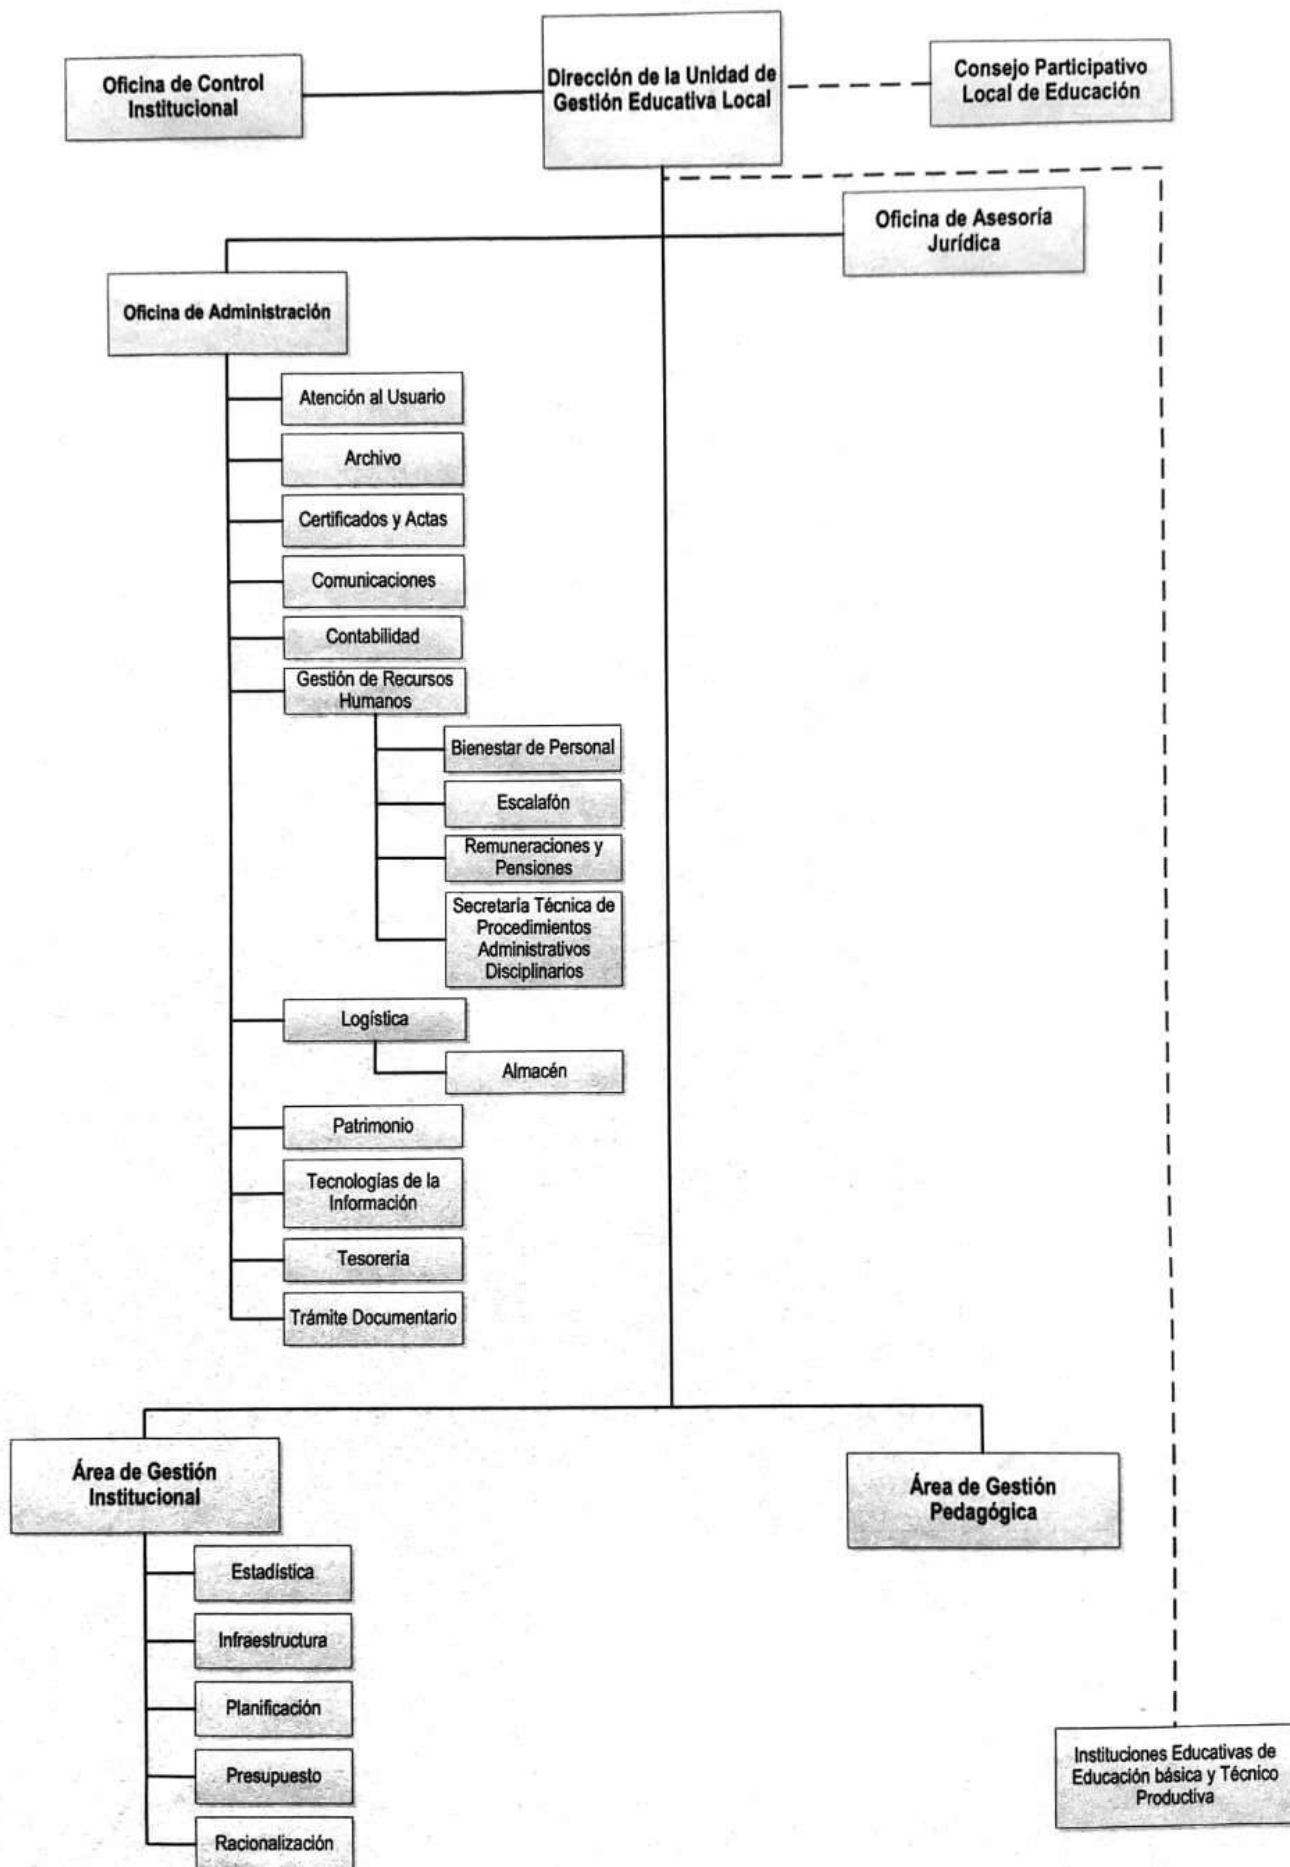 Oficina de Control
Institucional
Dirección de la Unidad de
Gestión Educativa Local
Consejo Participativo
Local de Educación
Oficina de Asesoría
Jurídica
Oficina de Administración
Atención al Usuario
Archivo
Certificados y Actas
Comunicaciones
Contabilidad
Gestión de Recursos
Humanos
Bienestar de Personal
Escalafón
Remuneraciones y
Pensiones
Secretaría Técnica de
Procedimientos
Administrativos
Disciplinarios
Logística
Almacén
Patrimonio
Tecnologías de la
Información
Tesorería
Trámite Documentario
Área de Gestión
Institucional
Área de Gestión
Pedagógica
Estadística
Infraestructura
Planificación
Presupuesto
Racionalización
Instituciones Educativas de
Educación básica y Técnico
Productiva